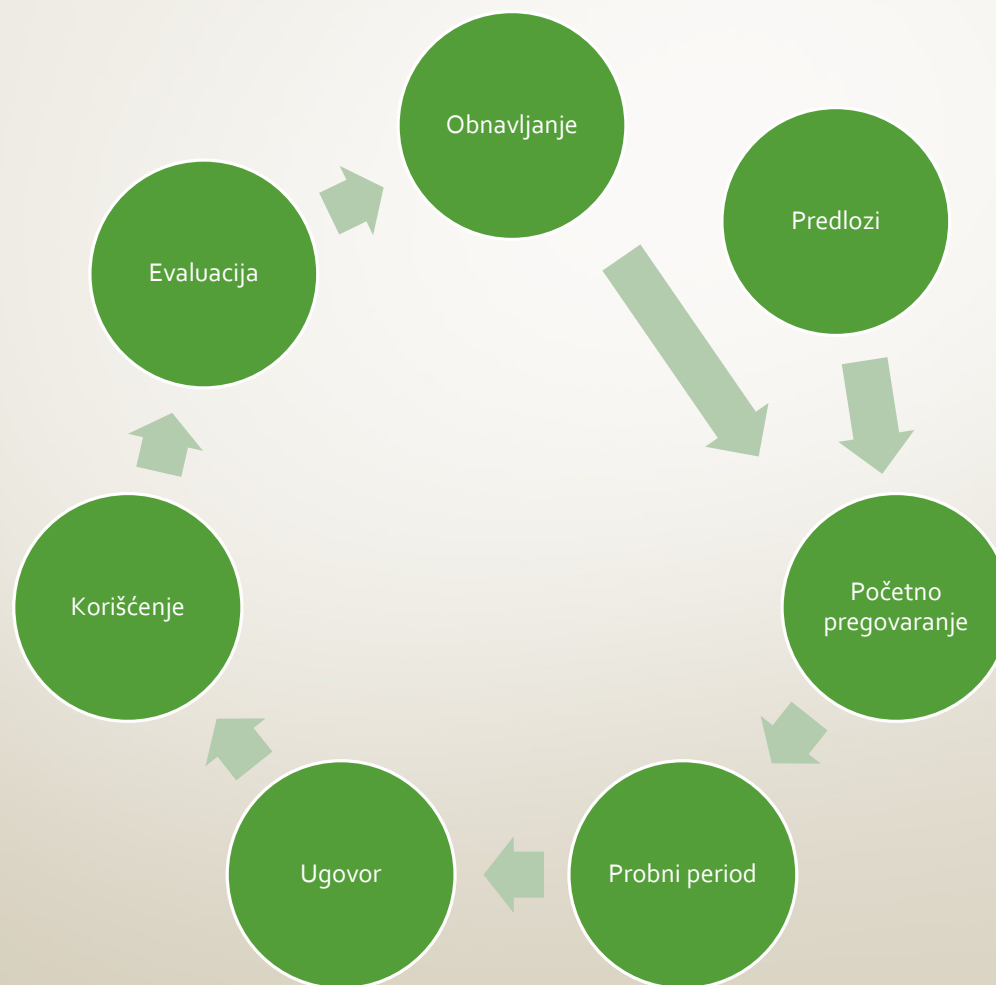 Obnavljanje
Predlozi
Evaluacija
Početno
pregovaranje
Korišćenje
Probni period
Ugovor